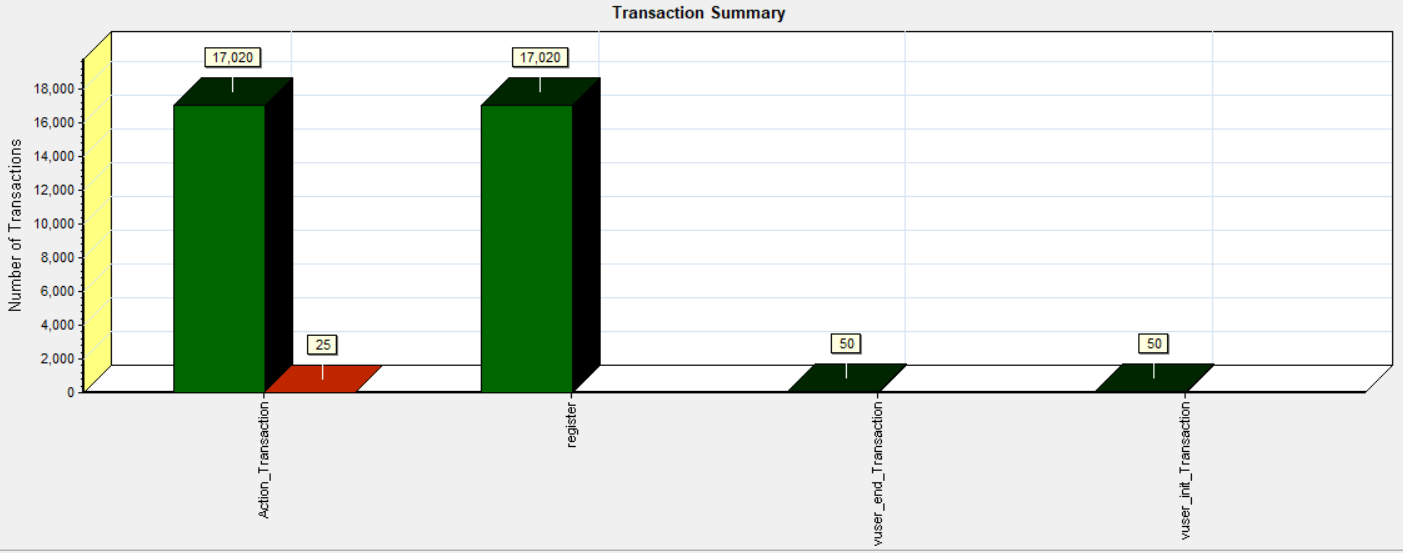 Transaction Summary
Number of Transactions
18,000
16,000
14,000
12,000
10,000
8,000
6,000
4,000
2,000
0
17,020
25
17,020
50
50
Action_Transaction
register
vuser_end_Transaction
vuser_init_Transaction